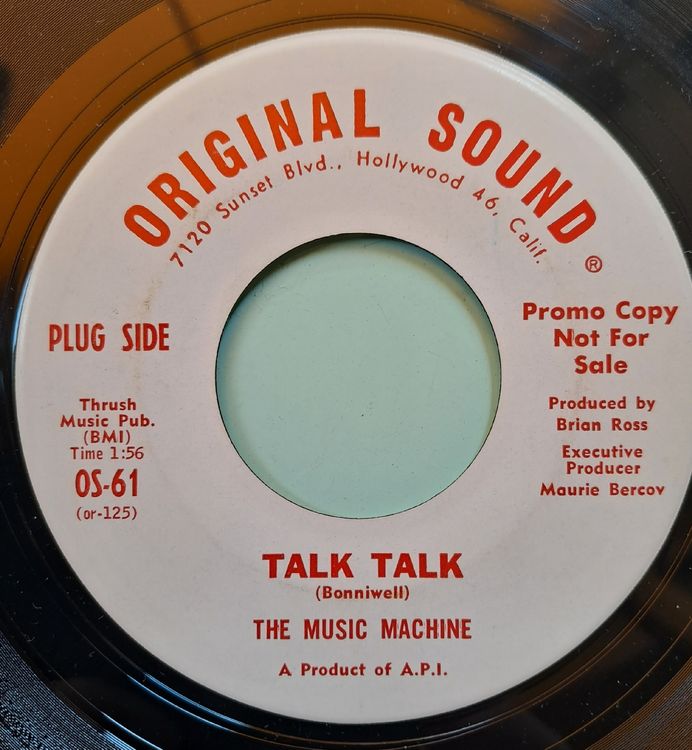 ORIGINAL SOUND ®
7120 Sunset Blvd., Hollywood 46, Calif.
PLUG SIDE
Thrush
Music Pub.
(BMI)
Time 1:56
OS-61
(or-125)
Promo Copy
Not For
Sale
Produced by
Brian Ross
Executive
Producer
Maurie Bercov
TALK TALK
(Bonniwell)
THE MUSIC MACHINE
A Product of A.P.I.